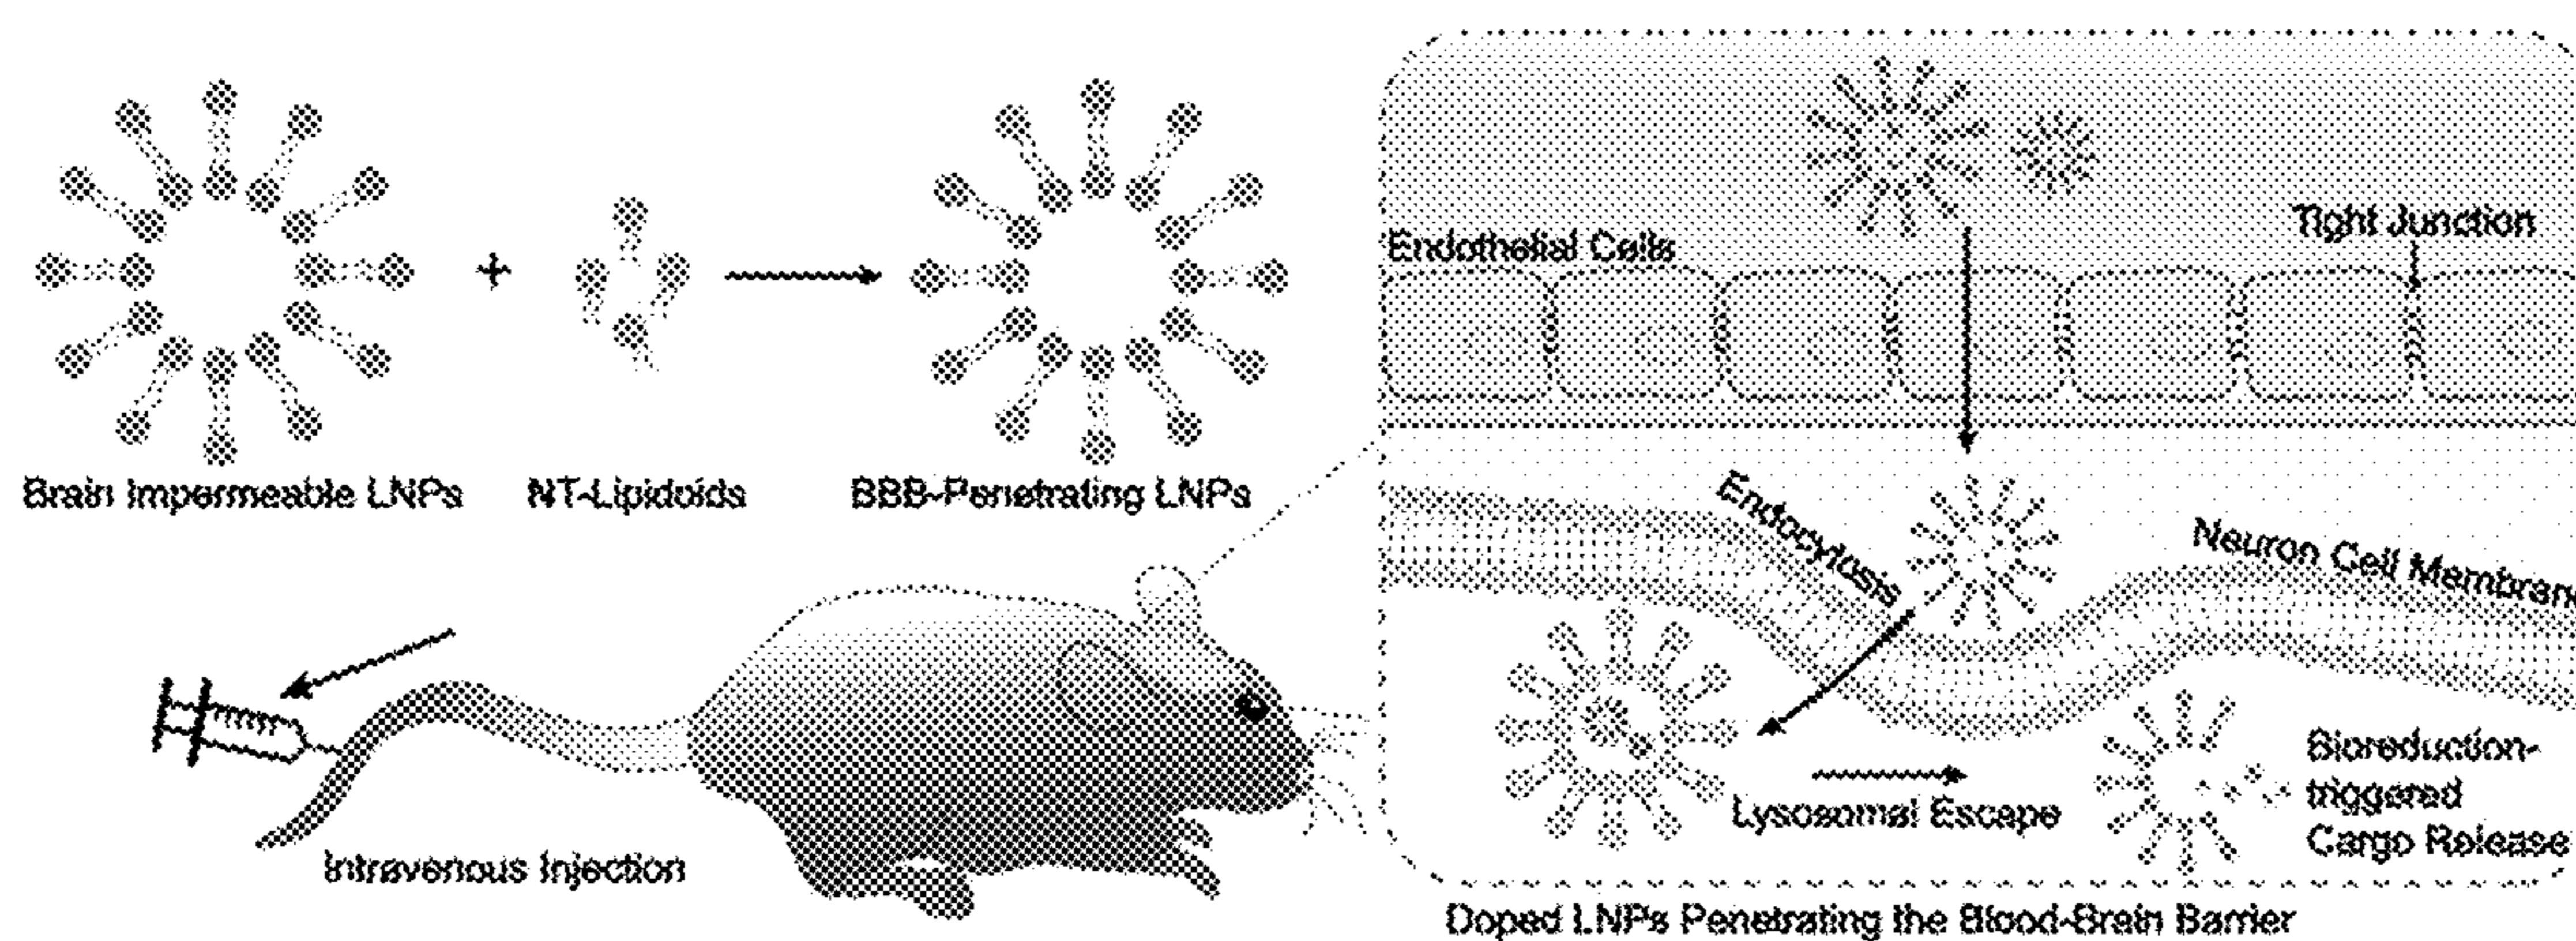 Brain Impermeable LNPs
+
NT-Lipidoids
BBB-Penetrating LNPs
Intravenous Injection
Endothelial Cells
Tight Junction
Endocytosis
Neuron Cell Membran
Lysosomal Escape
Bioreduction-
triggered
Cargo Release
Doped LNPs Penetrating the Blood-Brain Barrier